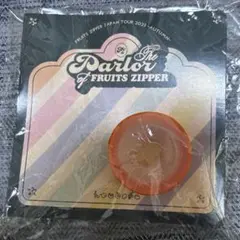 FRUITS ZIPPER JAPAN TOUR 2025 -AUTUMN-
The
Parlor
of FRUITS ZIPPER